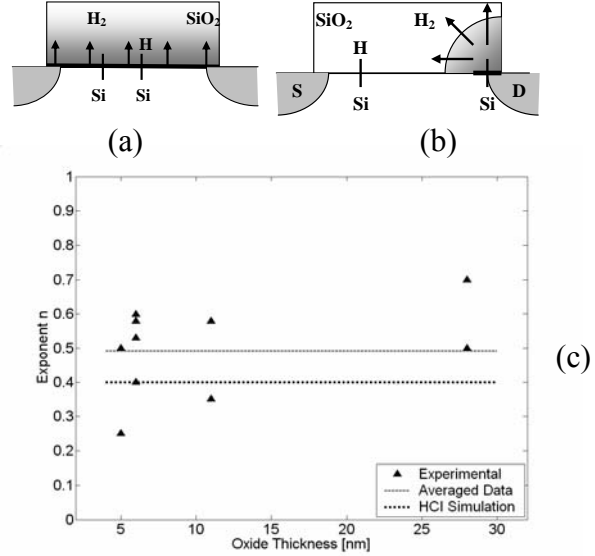 H₂ SiO₂
H
Si Si
(a)
SiO₂ H₂
H
S Si Si D
(b)
1
0.9
0.8
0.7
0.6
0.5
0.4
0.3
0.2
0.1
0
Exponent n
5 10 15 20 25 30
Oxide Thickness [nm]
Experimental
Averaged Data
HCI Simulation
(c)